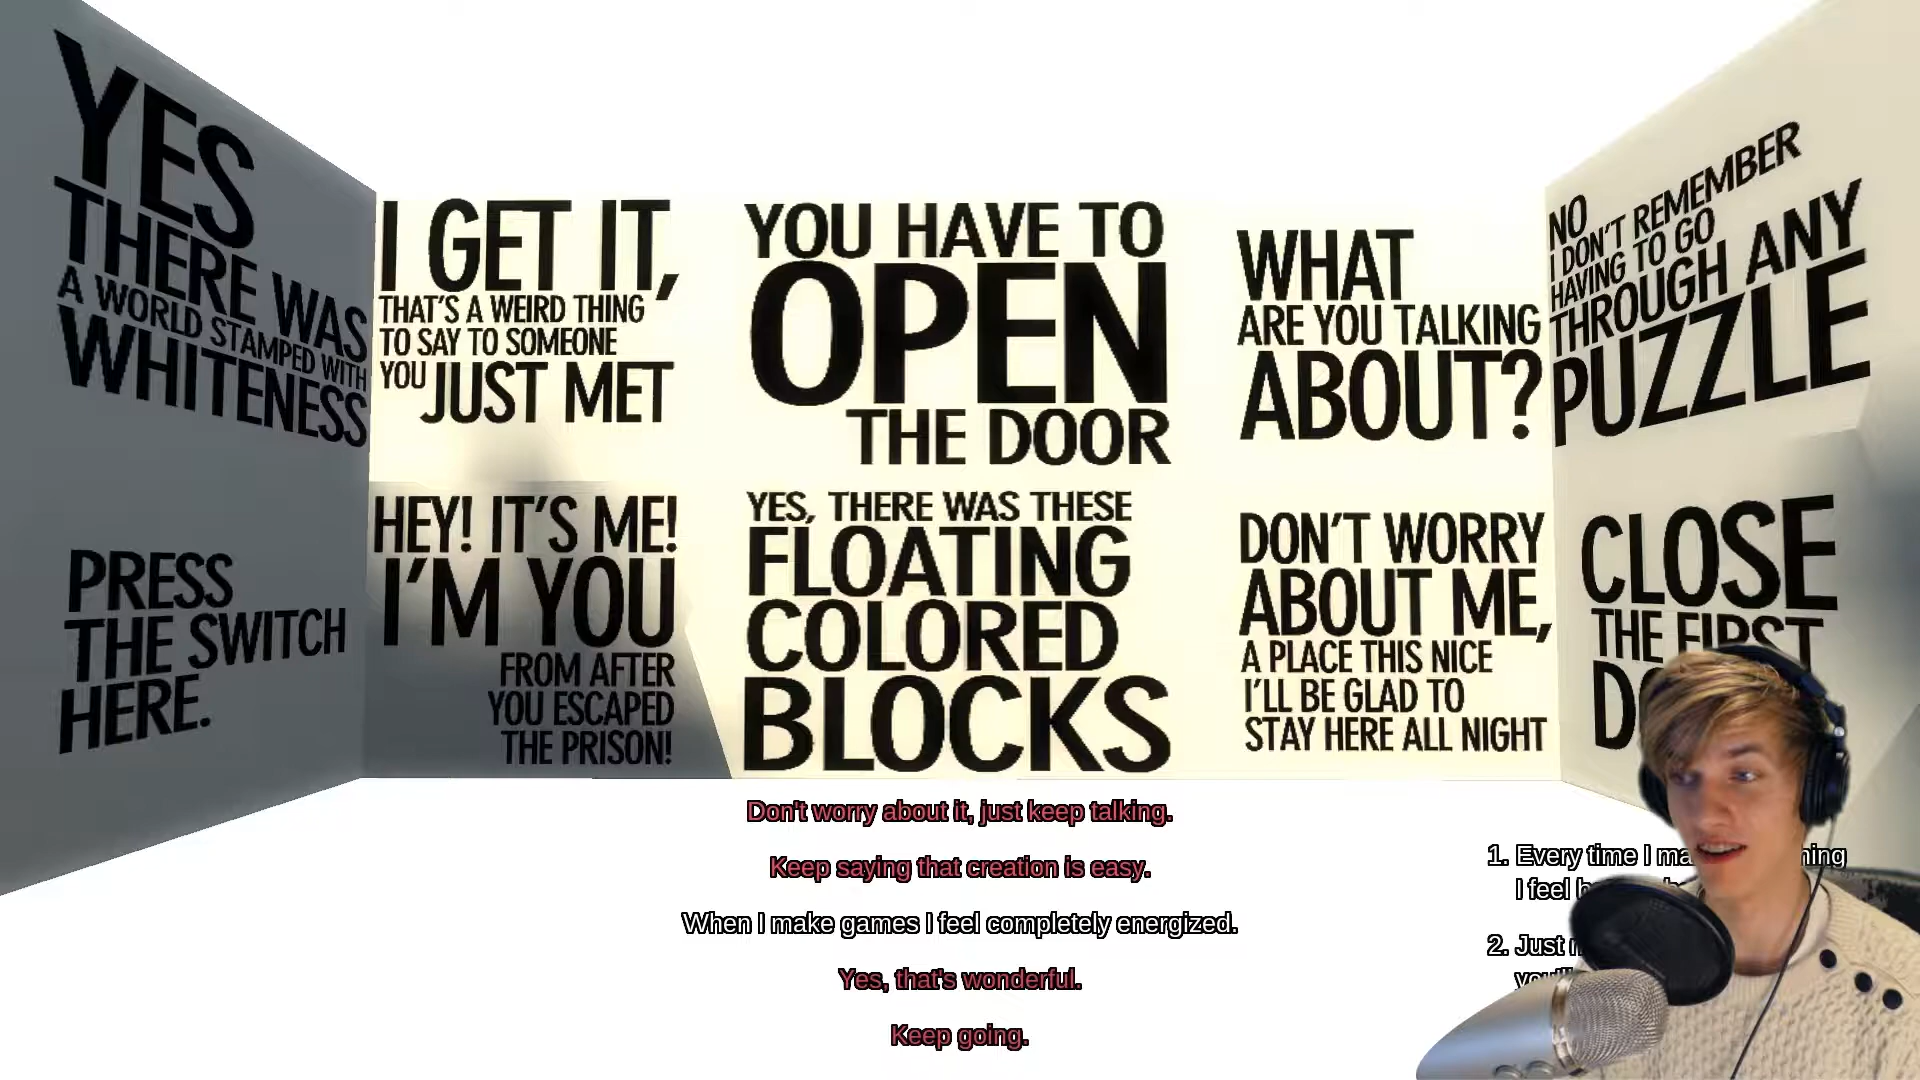 YES
THERE WAS
A WORLD STAMPED WITH
WHITENESS
PRESS
THE SWITCH
HERE.
I GET IT,
THAT'S A WEIRD THING
TO SAY TO SOMEONE
YOU JUST MET
HEY! IT'S ME!
I'M YOU
FROM AFTER
YOU ESCAPED
THE PRISON!
YOU HAVE TO
OPEN
THE DOOR
YES, THERE WAS THESE
FLOATING
COLORED
BLOCKS
WHAT
ARE YOU TALKING
ABOUT?
DON'T WORRY
ABOUT ME,
A PLACE THIS NICE
I'LL BE GLAD TO
STAY HERE ALL NIGHT
NO
I DON'T REMEMBER
HAVING TO GO
THROUGH ANY
PUZZLE
CLOSE
THE FIRST
Don't worry about it, just keep talking.
Keep saying that creation is easy.
When I make games I feel completely energized.
Yes, that's wonderful.
Keep going.
1. Every time I
I feel
2. Just